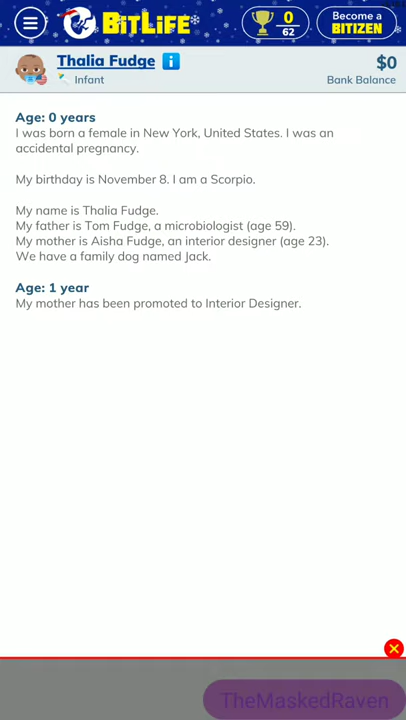 BITLIFE
0
62
Become a
BITIZEN
Thalia Fudge i
$0
Infant
Bank Balance
Age: 0 years
I was born a female in New York, United States. I was an
accidental pregnancy.
My birthday is November 8. I am a Scorpio.
My name is Thalia Fudge.
My father is Tom Fudge, a microbiologist (age 59).
My mother is Aisha Fudge, an interior designer (age 23).
We have a family dog named Jack.
Age: 1 year
My mother has been promoted to Interior Designer.
TheMaskedRaven